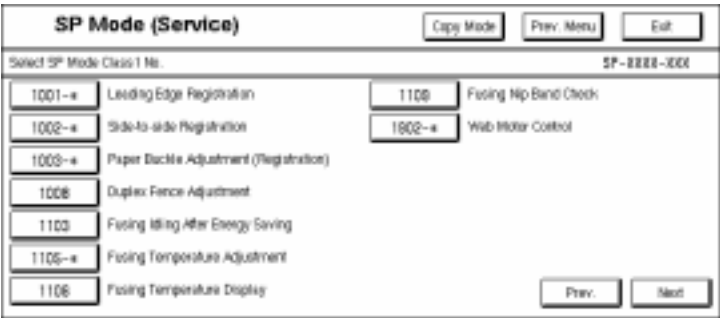 SP Mode (Service)
Copy Mode
Prev. Menu
Exit
Select SP Mode Class 1 No.
1001-*
Leading Edge Registration
1002-*
Side-to-side Registration
1003-*
Paper Buckle Adjustment (Registration)
1008
Duplex Fence Adjustment
1103
Fusing Idling After Energy Saving
1105-*
Fusing Temperature Adjustment
1106
Fusing Temperature Display
1109
Fusing Nip Band Check
1902-*
Web Motor Control
Prev.
Next